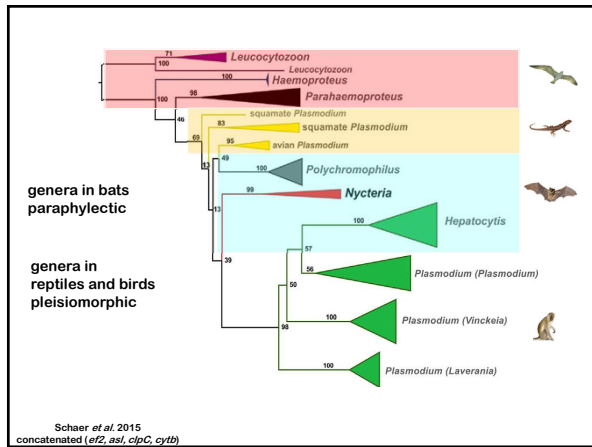 71
Leucocytozoon
100
Leucocytozoon
100
Haemoproteus
98
Parahaemoproteus
100
46
squamate Plasmodium
83
squamate Plasmodium
69
95
avian Plasmodium
13
49
100
Polychromophilus
99
Nycteria
13
genera in bats
paraphylectic
100
Hepatocytis
57
39
56
Plasmodium (Plasmodium)
genera in
reptiles and birds
pleisiomorphic
50
100
Plasmodium (Vinckeia)
98
100
Plasmodium (Laverania)
Schaer et al. 2015
concatenated (ef2, asl, clpC, cytb)